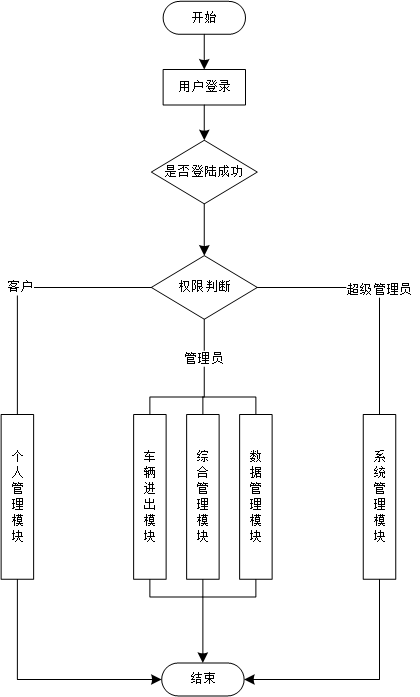 开始
用户登录
是否登陆成功
权限判断
客户
超级管理员
管理员
个人管理模块
车辆进出模块
综合管理模块
数据管理模块
系统管理模块
结束